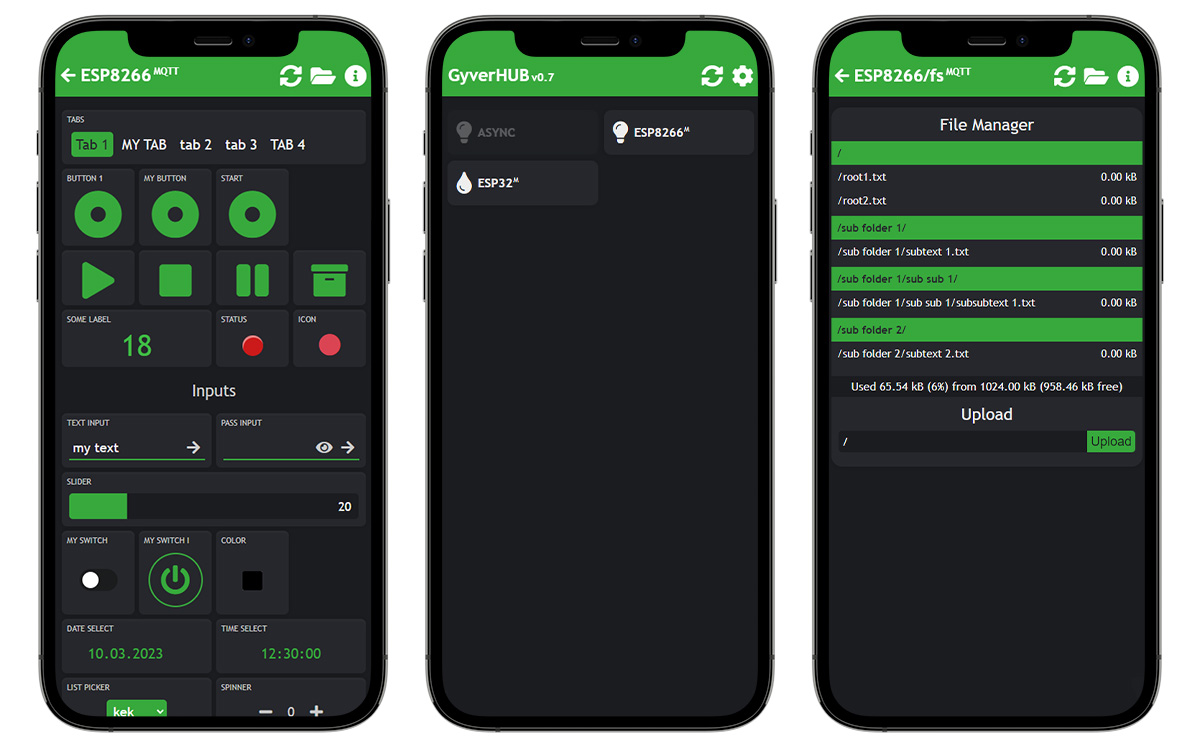 ESP8266 MQTT
TABS
Tab 1 MY TAB tab 2 tab 3 TAB 4
BUTTON 1 MY BUTTON START
SOME LABEL STATUS ICON
18
Inputs
TEXT INPUT PASS INPUT
my text
SLIDER
20
MY SWITCH MY SWITCH I COLOR
DATE SELECT TIME SELECT
10.03.2023 12:30:00
LIST PICKER SPINNER
kek 0
GyverHUB v0.7
ASYNC ESP8266 M
ESP32 M
ESP8266/fs MQTT
File Manager
/
/root1.txt 0.00 kB
/root2.txt 0.00 kB
/sub folder 1/
/sub folder 1/subtext 1.txt 0.00 kB
/sub folder 1/sub sub 1/
/sub folder 1/sub sub 1/subsubtext 1.txt 0.00 kB
/sub folder 2/
/sub folder 2/subtext 2.txt 0.00 kB
Used 65.54 kB (6%) from 1024.00 kB (958.46 kB free)
Upload
/ Upload